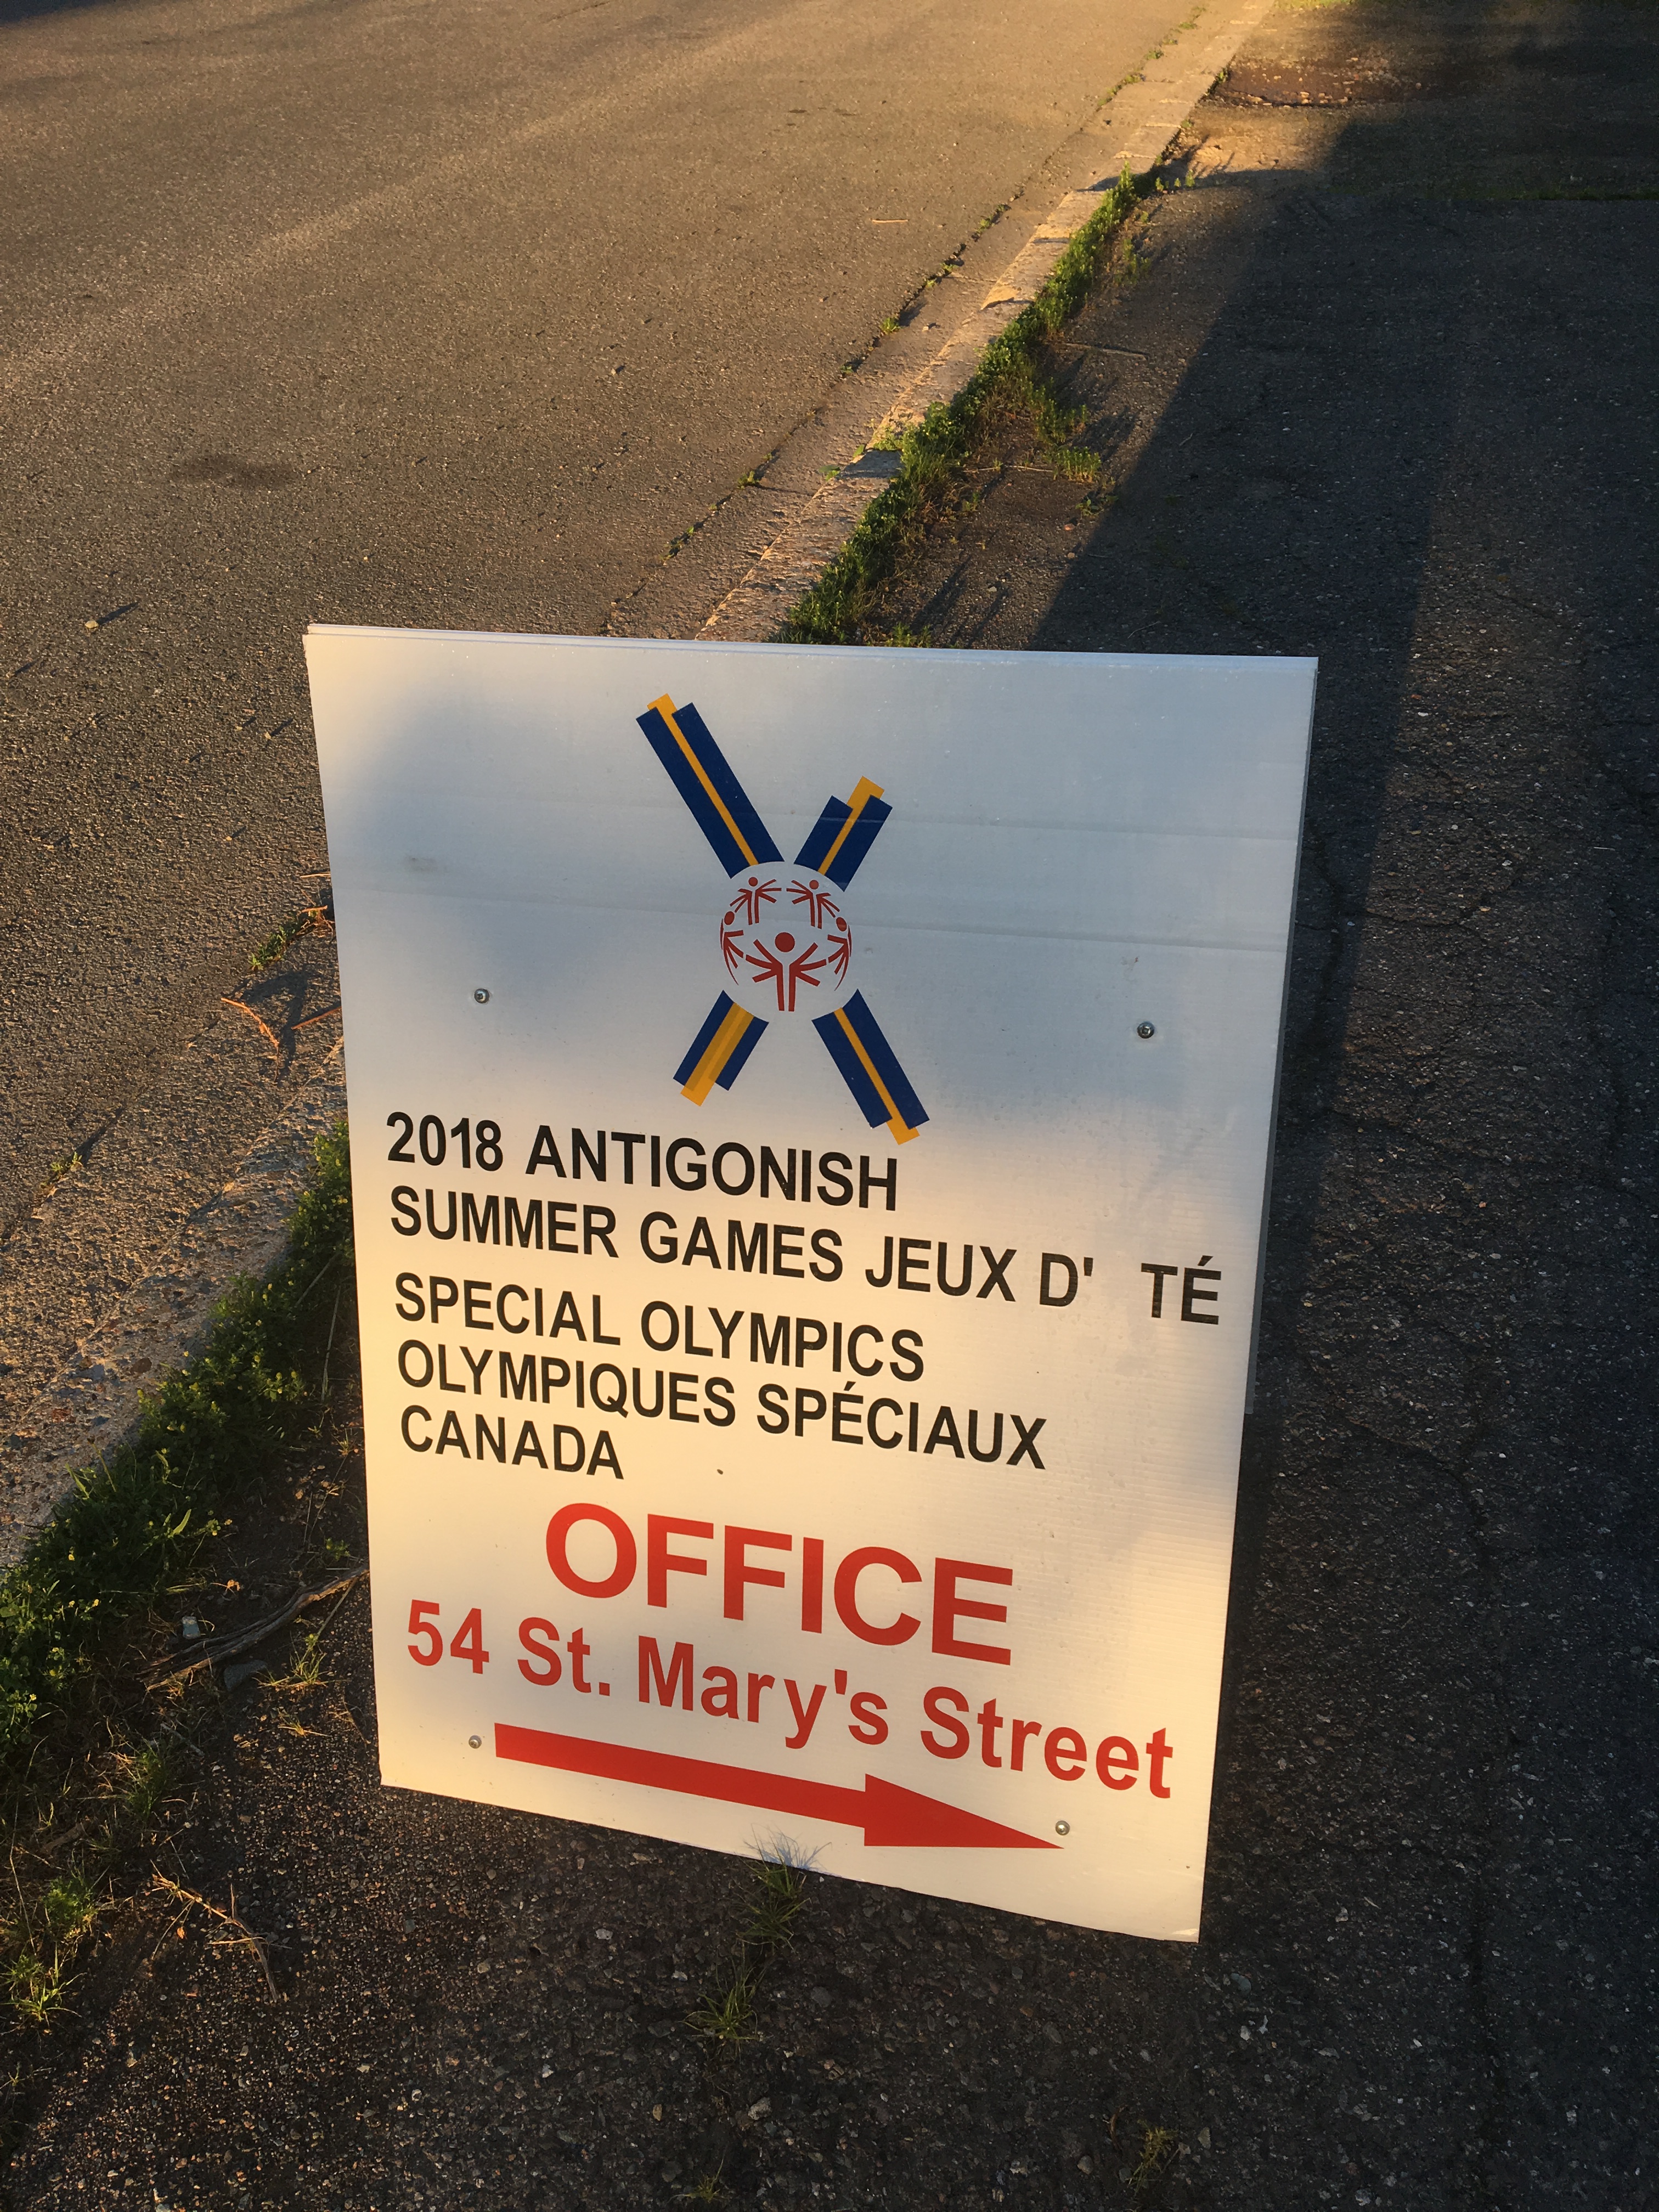 2018 ANTIGONISH
SUMMER GAMES JEUX D' TÉ
SPECIAL OLYMPICS
OLYMPIQUES SPÉCIAUX
CANADA
OFFICE
54 St. Mary's Street